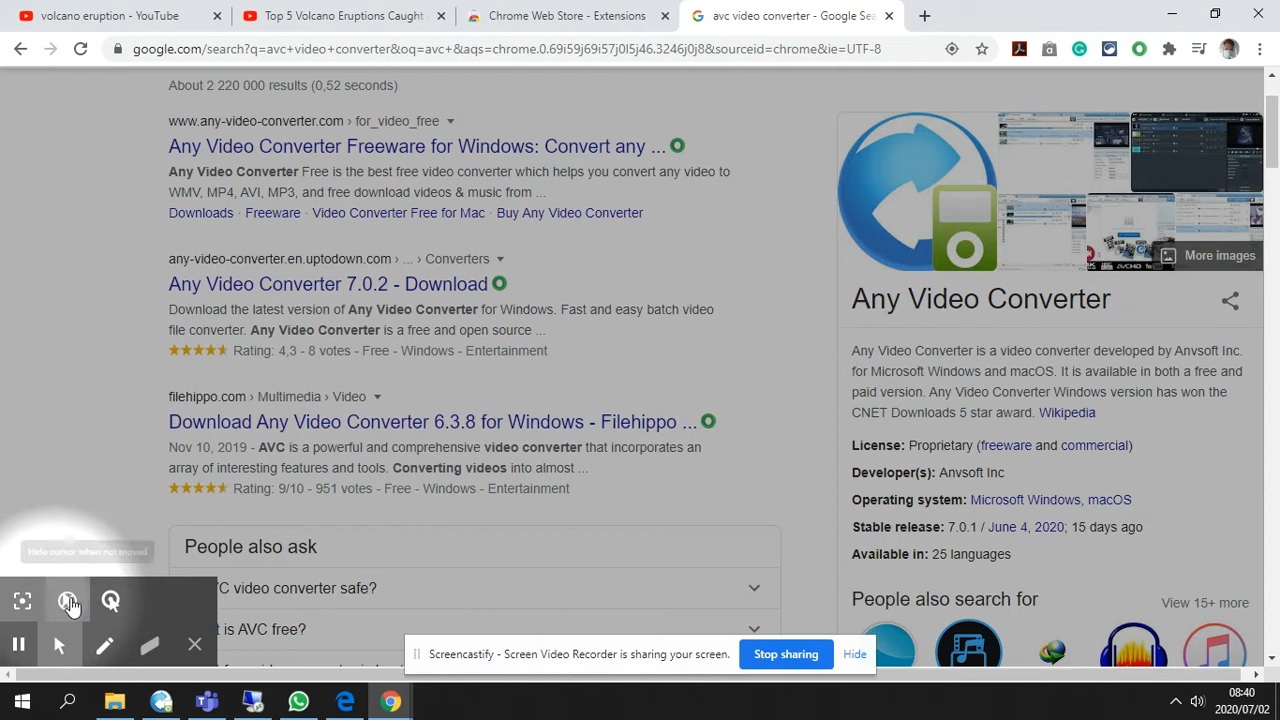 volcano eruption - YouTube
Top 5 Volcano Eruptions Caught
Chrome Web Store - Extensions
avc video converter - Google Sea
google.com/search?q=avc+video+converter&oq=avc+&aqs=chrome.0.69i59j69i57j0l5j46.3246j0j8&sourceid=chrome&ie=UTF-8
About 2 220 000 results (0,52 seconds)
www.any-video-converter.com › for_video_free
Any Video Converter Freeware for Windows: Convert any ...
Any Video Converter Free is the best free video converter which helps you convert any video to
WMV, MP4, AVI, MP3, and free download videos & music from
Downloads · Freeware · Video Converter Free for Mac · Buy Any Video Converter
any-video-converter.en.uptodown.com › ... › Converters
Any Video Converter 7.0.2 - Download
Download the latest version of Any Video Converter for Windows. Fast and easy batch video
file converter. Any Video Converter is a free and open source ...
Rating: 4,3 - 8 votes - Free - Windows - Entertainment
filehippo.com › Multimedia › Video
Download Any Video Converter 6.3.8 for Windows - Filehippo ...
Nov 10, 2019 - AVC is a powerful and comprehensive video converter that incorporates an
array of interesting features and tools. Converting videos into almost ...
Rating: 9/10 - 951 votes - Free - Windows - Entertainment
People also ask
C video converter safe?
t is AVC free?
More images
Any Video Converter
Any Video Converter is a video converter developed by Anvsoft Inc.
for Microsoft Windows and macOS. It is available in both a free and
paid version. Any Video Converter Windows version has won the
CNET Downloads 5 star award. Wikipedia
License: Proprietary (freeware and commercial)
Developer(s): Anvsoft Inc
Operating system: Microsoft Windows, macOS
Stable release: 7.0.1 / June 4, 2020; 15 days ago
Available in: 25 languages
People also search for
View 15+ more
Hide cursor when not moved
Screencastify - Screen Video Recorder is sharing your screen.
Stop sharing
Hide
08:40
2020/07/02